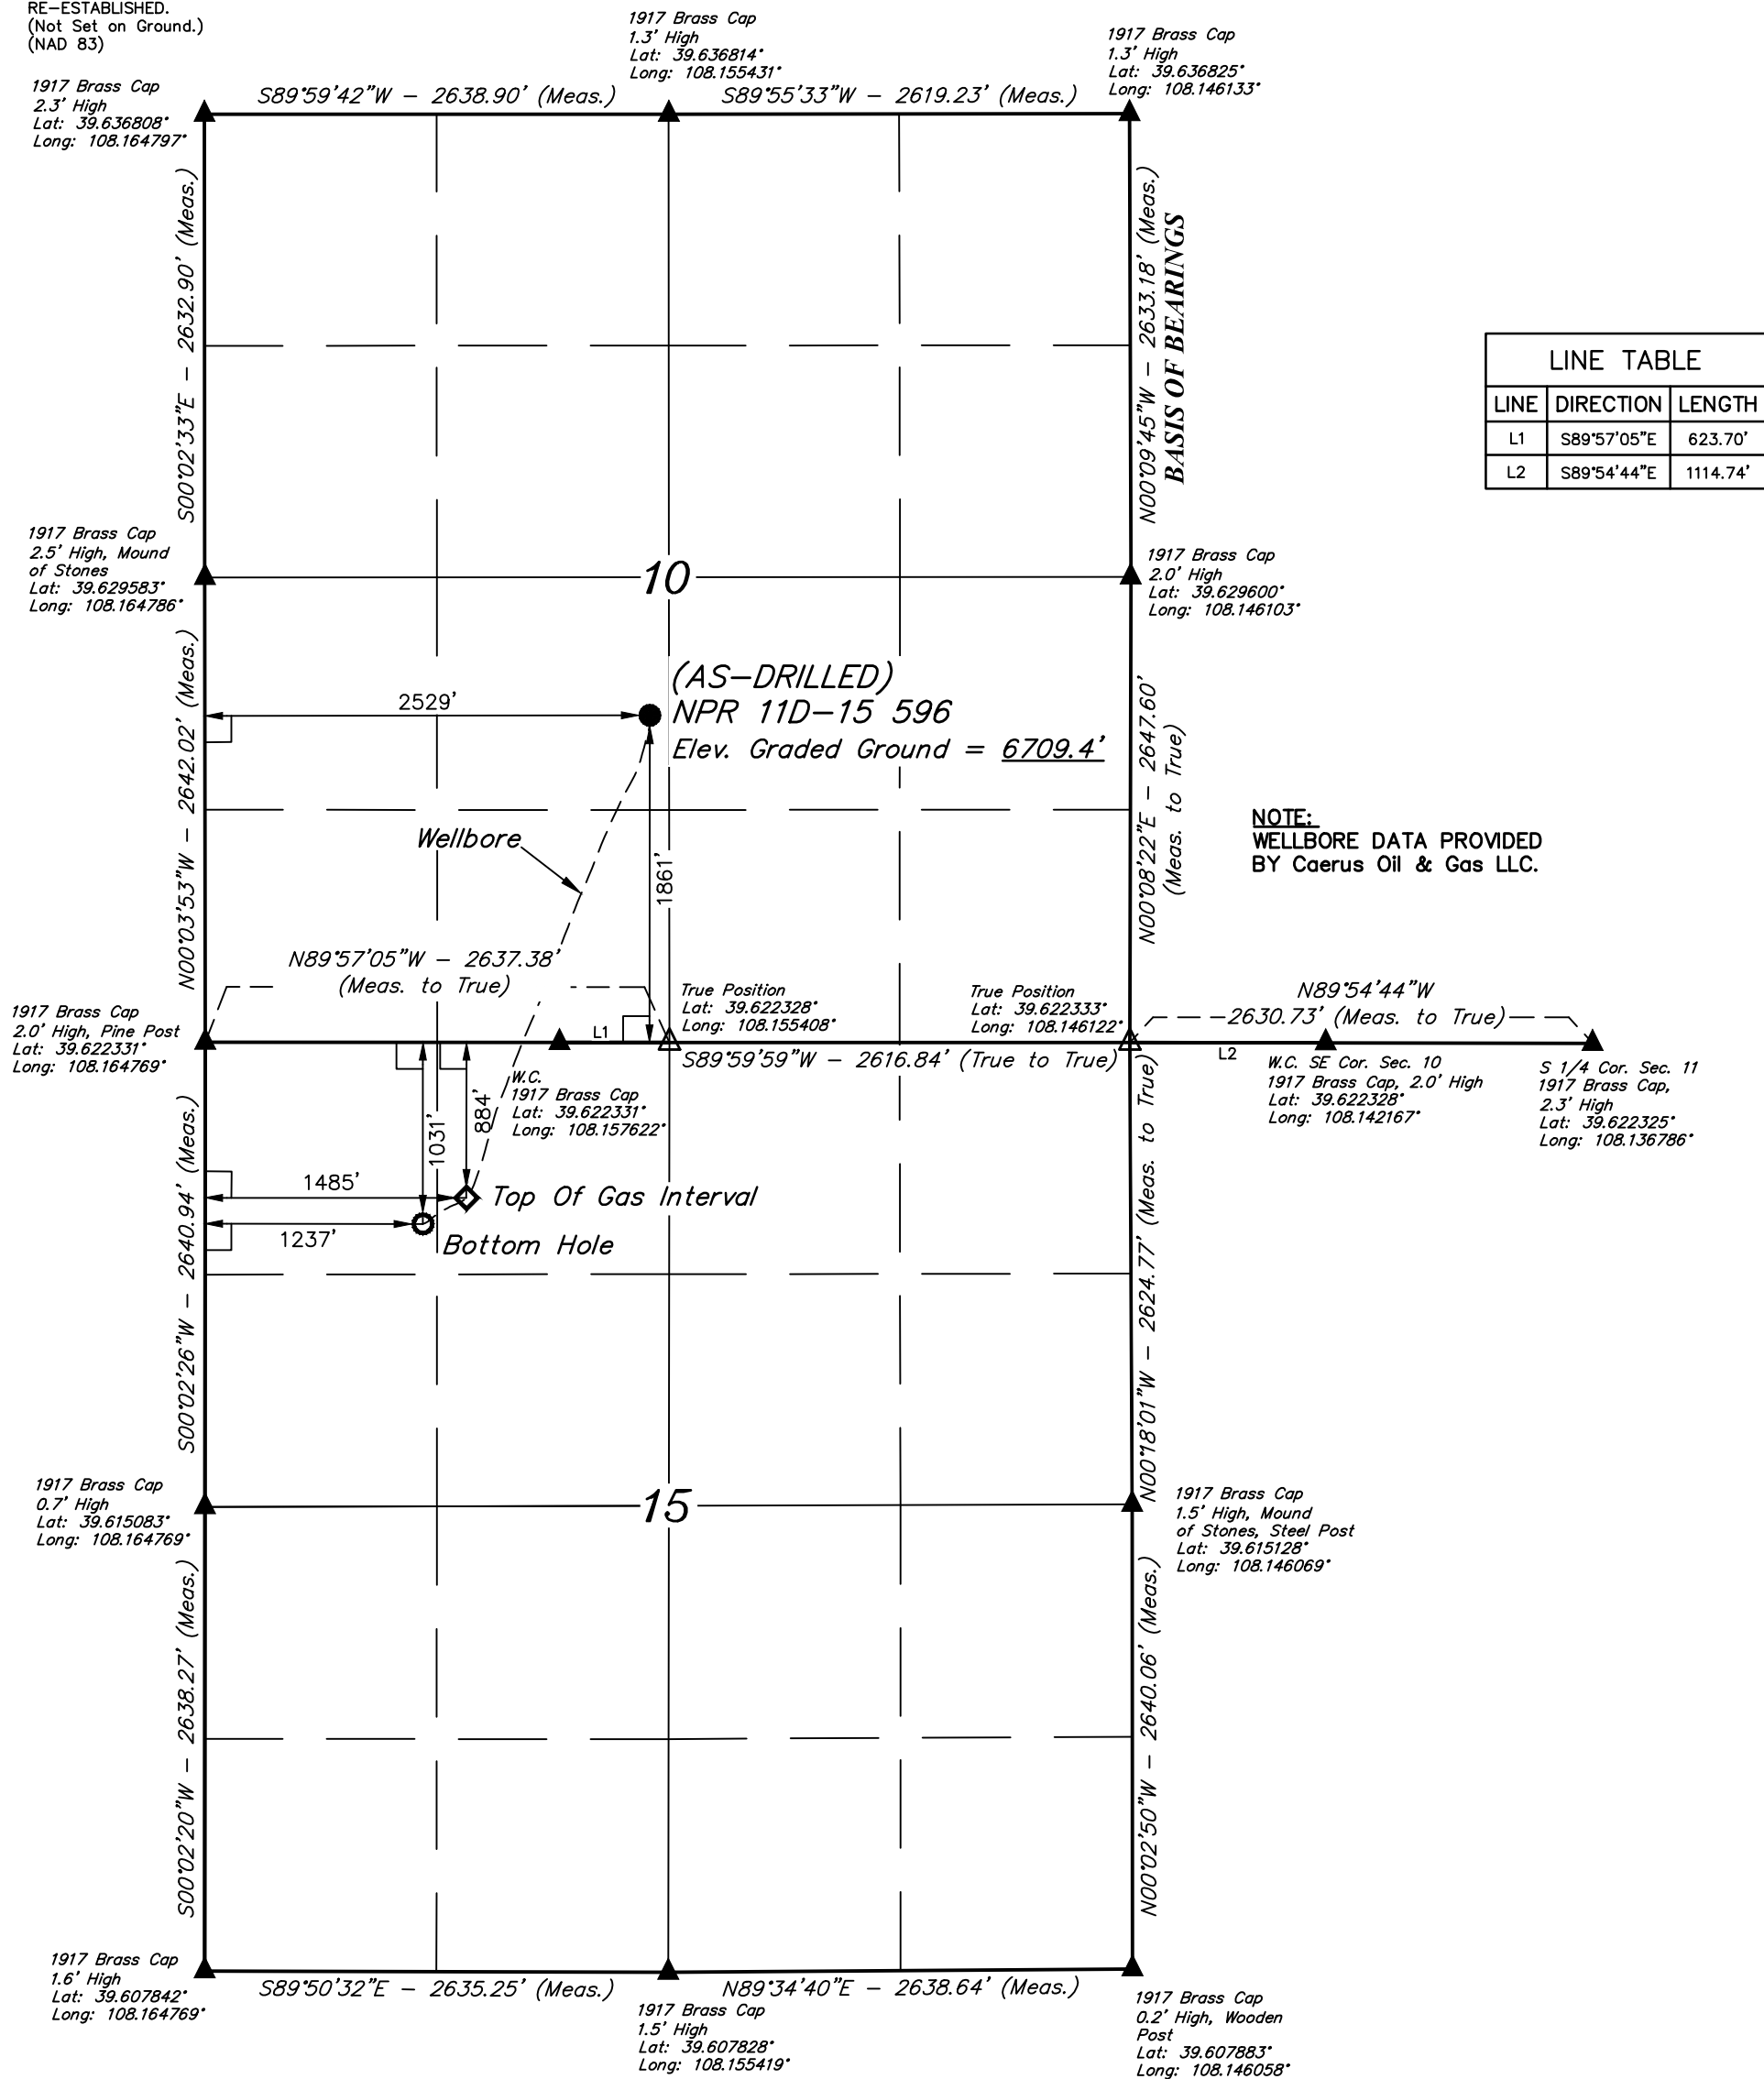 RE-ESTABLISHED.
(Not Set on Ground.)
(NAD 83)
1917 Brass Cap
1.3' High
Lat: 39.636814°
Long: 108.155431°
1917 Brass Cap
1.3' High
Lat: 39.636825°
Long: 108.146133°
1917 Brass Cap
2.3' High
Lat: 39.636808°
Long: 108.164797°
S89°59'42"W - 2638.90' (Meas.)
S89°55'33"W - 2619.23' (Meas.)
S00°02'33"E - 2632.90' (Meas.)
N00°09'45"W - 2633.18' (Meas.)
BASIS OF BEARINGS
LINE TABLE
LINE DIRECTION LENGTH
L1 S89°57'05"E 623.70'
L2 S89°54'44"E 1114.74'
1917 Brass Cap
2.5' High, Mound
of Stones
Lat: 39.629583°
Long: 108.164786°
10
1917 Brass Cap
2.0' High
Lat: 39.629600°
Long: 108.146103°
N00°03'53"W - 2642.02' (Meas.)
2529'
(AS-DRILLED)
NPR 11D-15 596
Elev. Graded Ground = 6709.4'
Wellbore
1861'
N00°08'22"E - 2647.60'
(Meas. to True)
NOTE:
WELLBORE DATA PROVIDED
BY Caerus Oil & Gas LLC.
N89°57'05"W - 2637.38'
(Meas. to True)
True Position
Lat: 39.622328°
Long: 108.155408°
True Position
Lat: 39.622333°
Long: 108.146122°
N89°54'44"W
2630.73' (Meas. to True)
1917 Brass Cap
2.0' High, Pine Post
Lat: 39.622331°
Long: 108.164769°
L1
S89°59'59"W - 2616.84' (True to True)
L2
W.C.
1917 Brass Cap
Lat: 39.622331°
Long: 108.157622°
W.C. SE Cor. Sec. 10
1917 Brass Cap, 2.0' High
Lat: 39.622328°
Long: 108.142167°
S 1/4 Cor. Sec. 11
1917 Brass Cap,
2.3' High
Lat: 39.622325°
Long: 108.136786°
S00°02'26"W - 2640.94' (Meas.)
1031'
884'
1485'
Top Of Gas Interval
1237'
Bottom Hole
N00°18'01"W - 2624.77' (Meas. to True)
1917 Brass Cap
0.7' High
Lat: 39.615083°
Long: 108.164769°
15
1917 Brass Cap
1.5' High, Mound
of Stones, Steel Post
Lat: 39.615128°
Long: 108.146069°
S00°02'20"W - 2638.27' (Meas.)
N00°02'50"W - 2640.06' (Meas.)
1917 Brass Cap
1.6' High
Lat: 39.607842°
Long: 108.164769°
S89°50'32"E - 2635.25' (Meas.)
N89°34'40"E - 2638.64' (Meas.)
1917 Brass Cap
1.5' High
Lat: 39.607828°
Long: 108.155419°
1917 Brass Cap
0.2' High, Wooden
Post
Lat: 39.607883°
Long: 108.146058°